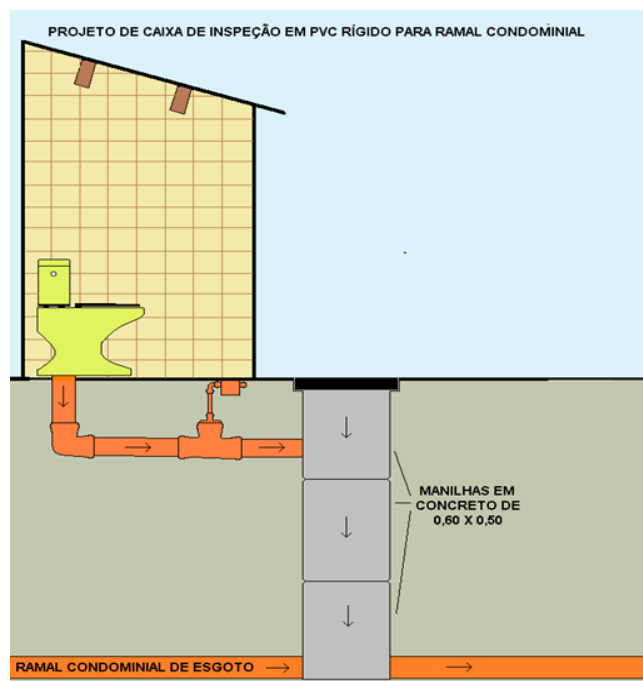 PROJETO DE CAIXA DE INSPEÇÃO EM PVC RÍGIDO PARA RAMAL CONDOMINIAL
MANILHAS EM
CONCRETO DE
0,60 X 0,50
RAMAL CONDOMINIAL DE ESGOTO